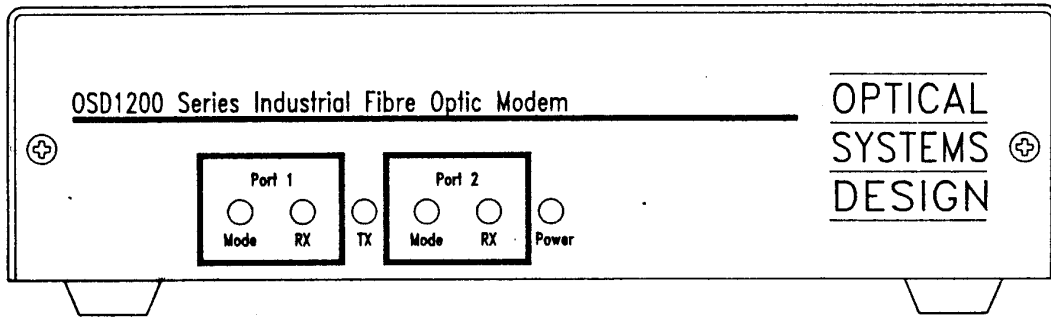 OSD1200 Series Industrial Fibre Optic Modem
OPTICAL
SYSTEMS
DESIGN
Port 1
Mode RX
TX
Port 2
Mode RX
Power